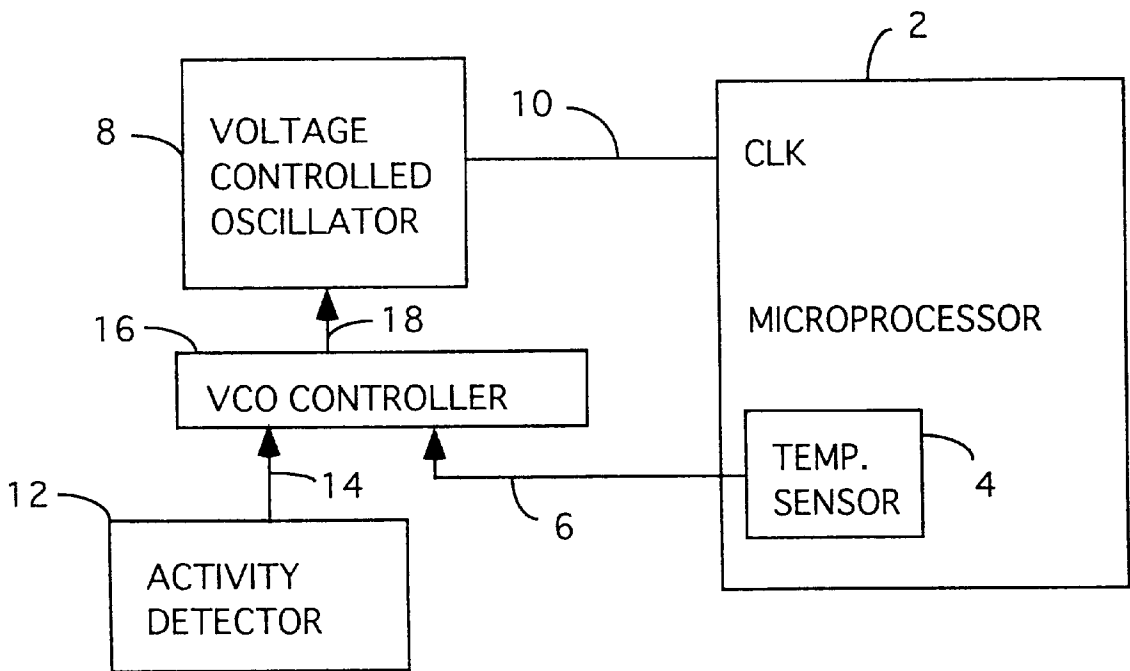 2
8
VOLTAGE
CONTROLLED
OSCILLATOR
10
CLK
MICROPROCESSOR
16
18
VCO CONTROLLER
TEMP.
SENSOR
4
12
14
6
ACTIVITY
DETECTOR